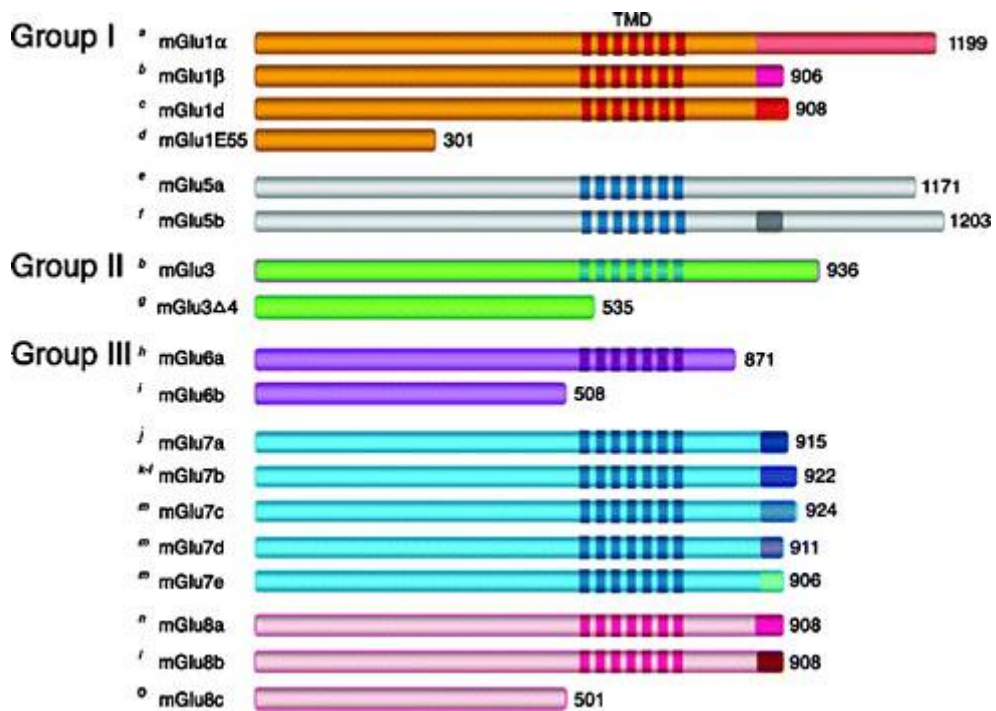 TMD
Group I a mGlu1α 1199
b mGlu1β 906
c mGlu1d 908
d mGlu1E55 301
e mGlu5a 1171
f mGlu5b 1203
Group II b mGlu3 936
g mGlu3Δ4 535
Group III h mGlu6a 871
i mGlu6b 508
j mGlu7a 915
k-l mGlu7b 922
m mGlu7c 924
m mGlu7d 911
m mGlu7e 906
n mGlu8a 908
mGlu8b 908
o mGlu8c 501